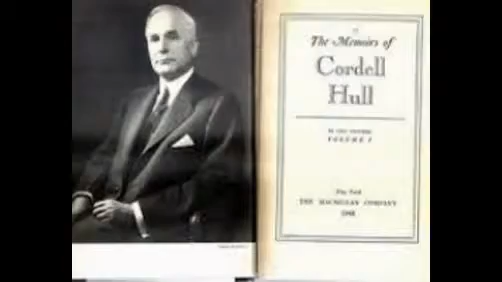 The Memoirs of
Cordell
Hull
IN TWO VOLUMES
VOLUME I
New York
THE MACMILLAN COMPANY
1948